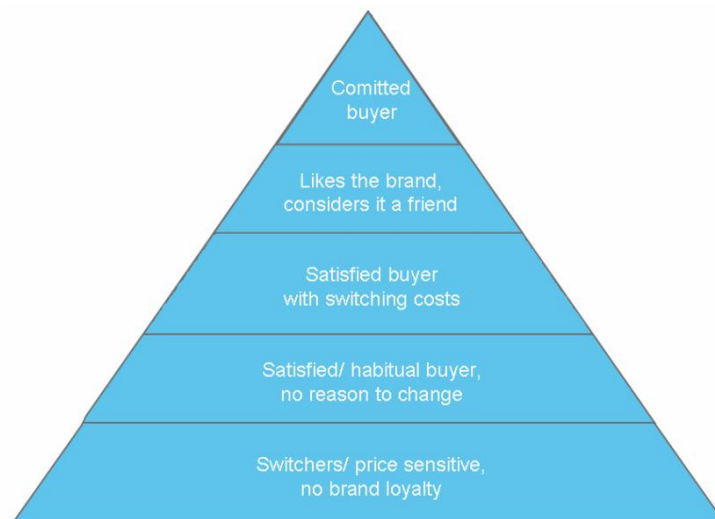 Comitted
buyer
Likes the brand,
considers it a friend
Satisfied buyer
with switching costs
Satisfied/ habitual buyer,
no reason to change
Switchers/ price sensitive,
no brand loyalty